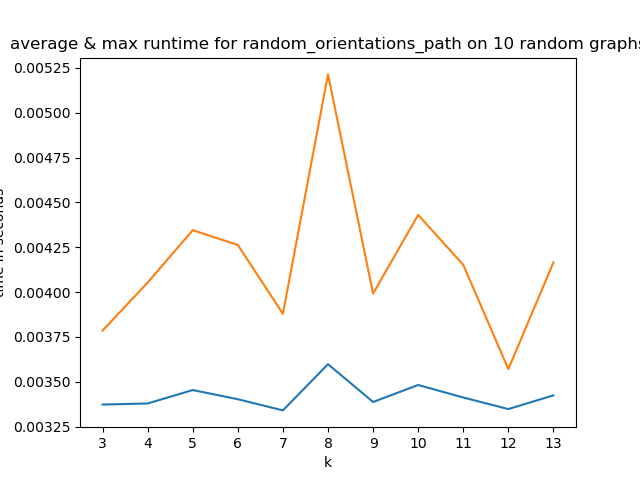 average & max runtime for random_orientations_path on 10 random graphs
0.00525
0.00500
0.00475
0.00450
0.00425
0.00400
0.00375
0.00350
0.00325
time in seconds
3 4 5 6 7 8 9 10 11 12 13
k